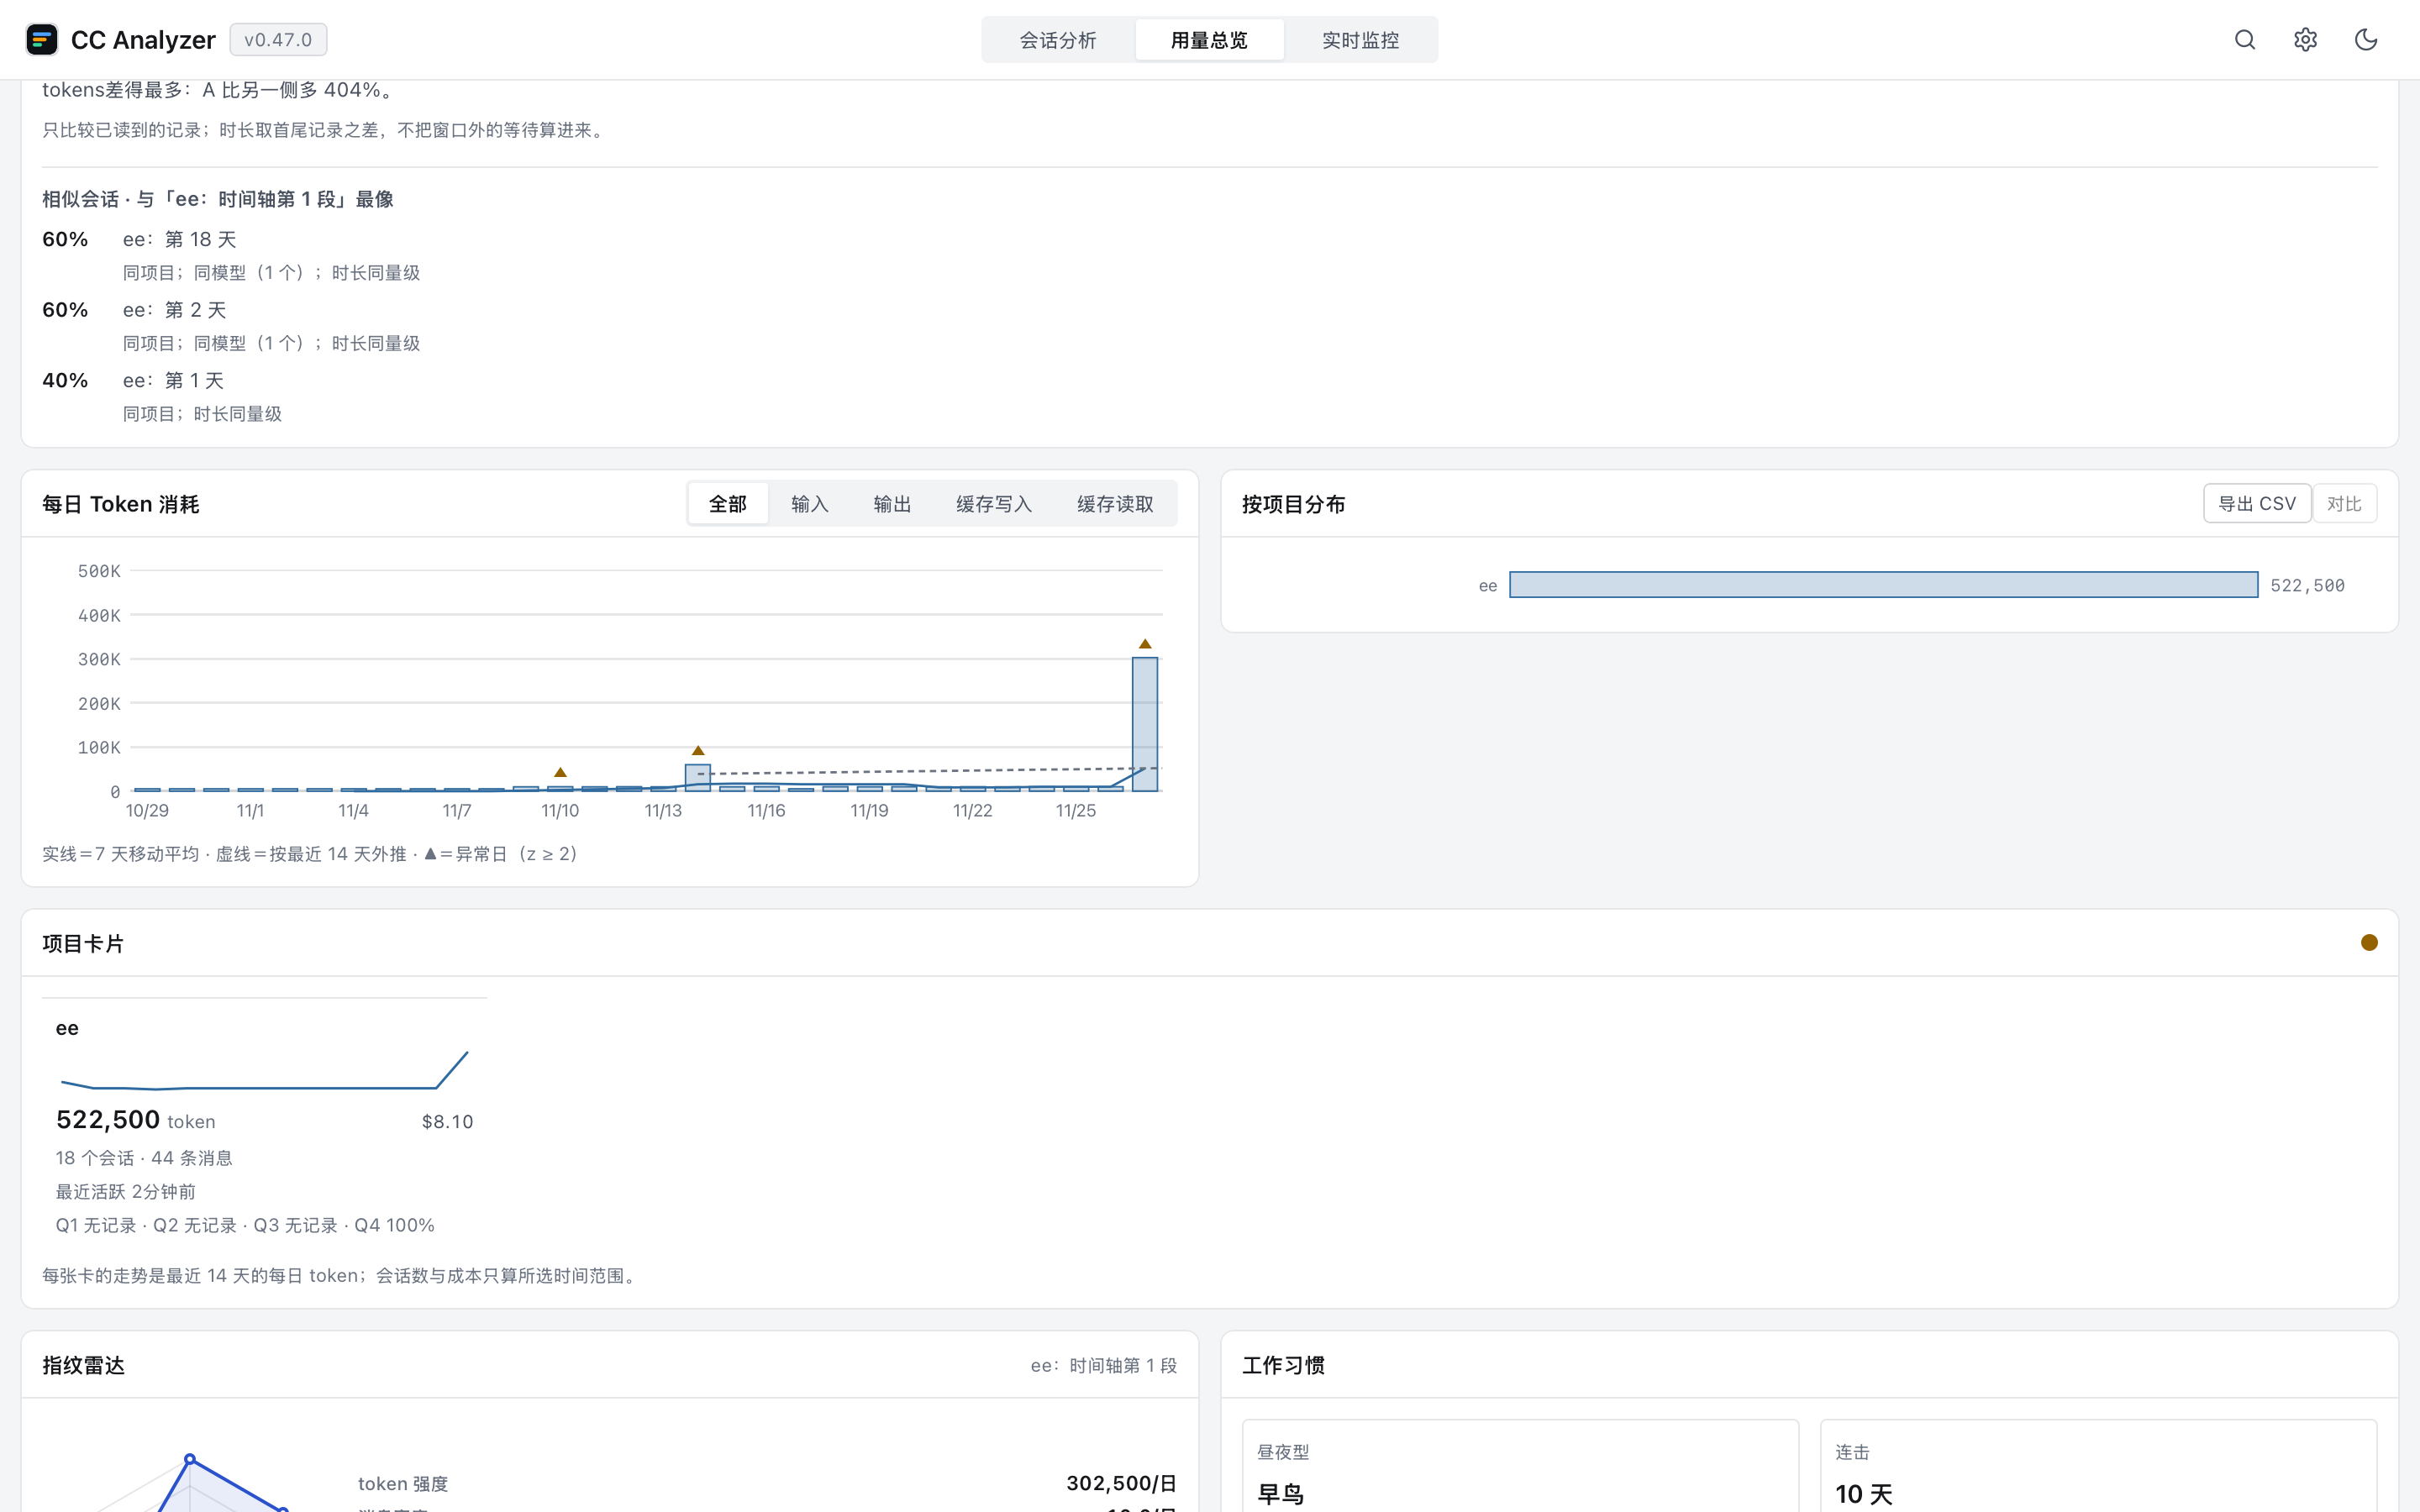 CC Analyzer v0.47.0 会话分析 用量总览 实时监控
tokens差得最多：A 比另一侧多 404%。
只比较已读到的记录；时长取首尾记录之差，不把窗口外的等待算进来。
相似会话 · 与「ee：时间轴第 1 段」最像
60% ee：第 18 天
同项目；同模型（1 个）；时长同量级
60% ee：第 2 天
同项目；同模型（1 个）；时长同量级
40% ee：第 1 天
同项目；时长同量级
每日 Token 消耗 全部 输入 输出 缓存写入 缓存读取
500K
400K
300K
200K
100K
0
10/29 11/1 11/4 11/7 11/10 11/13 11/16 11/19 11/22 11/25
实线＝7 天移动平均 · 虚线＝按最近 14 天外推 · ▲＝异常日（z ≥ 2）
按项目分布 导出 CSV 对比
ee 522,500
项目卡片
ee
522,500 token $8.10
18 个会话 · 44 条消息
最近活跃 2分钟前
Q1 无记录 · Q2 无记录 · Q3 无记录 · Q4 100%
每张卡的走势是最近 14 天的每日 token；会话数与成本只算所选时间范围。
指纹雷达 ee：时间轴第 1 段
token 强度 302,500/日
工作习惯
昼夜型
早鸟
连击
10 天